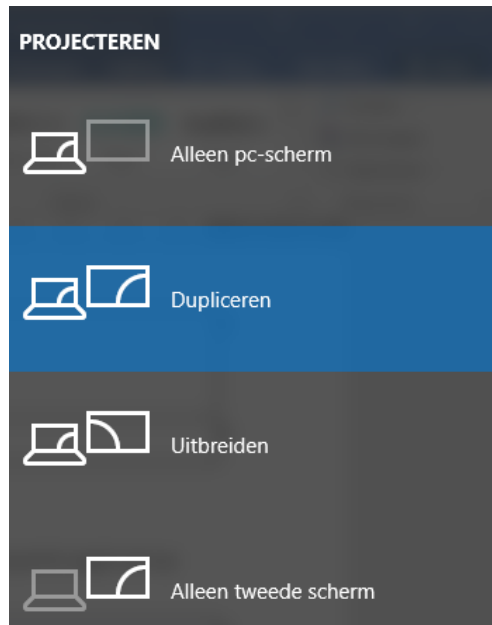 PROJECTEREN
Alleen pc-scherm
Dupliceren
Uitbreiden
Alleen tweede scherm